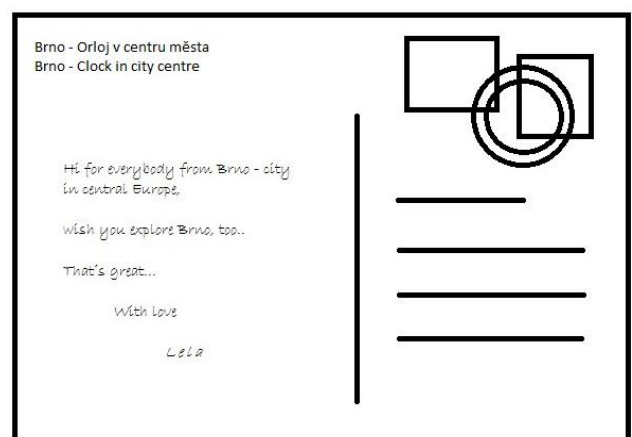 Brno - Orloj v centru města
Brno - Clock in city centre
Hi for everybody from Brno - city
in central Europe,
Wish you explore Brno, too..
That´s great...
With love
Lela